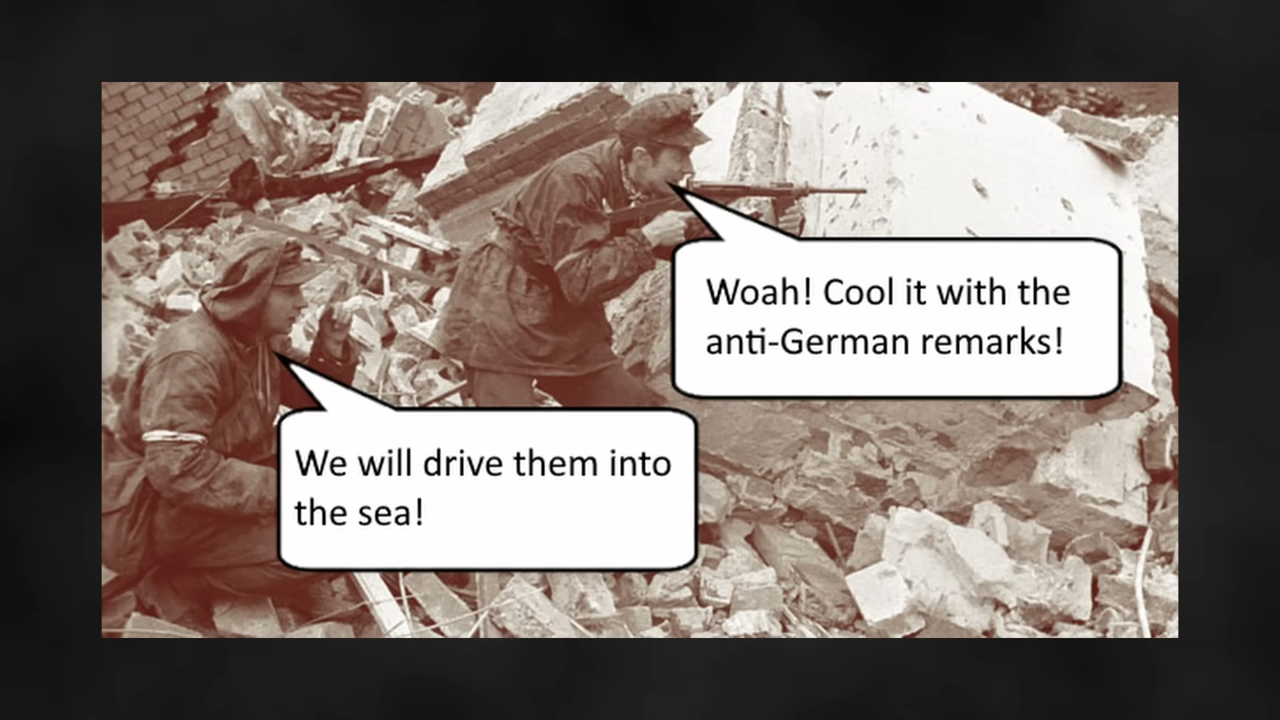 Woah! Cool it with the
anti-German remarks!
We will drive them into
the sea!